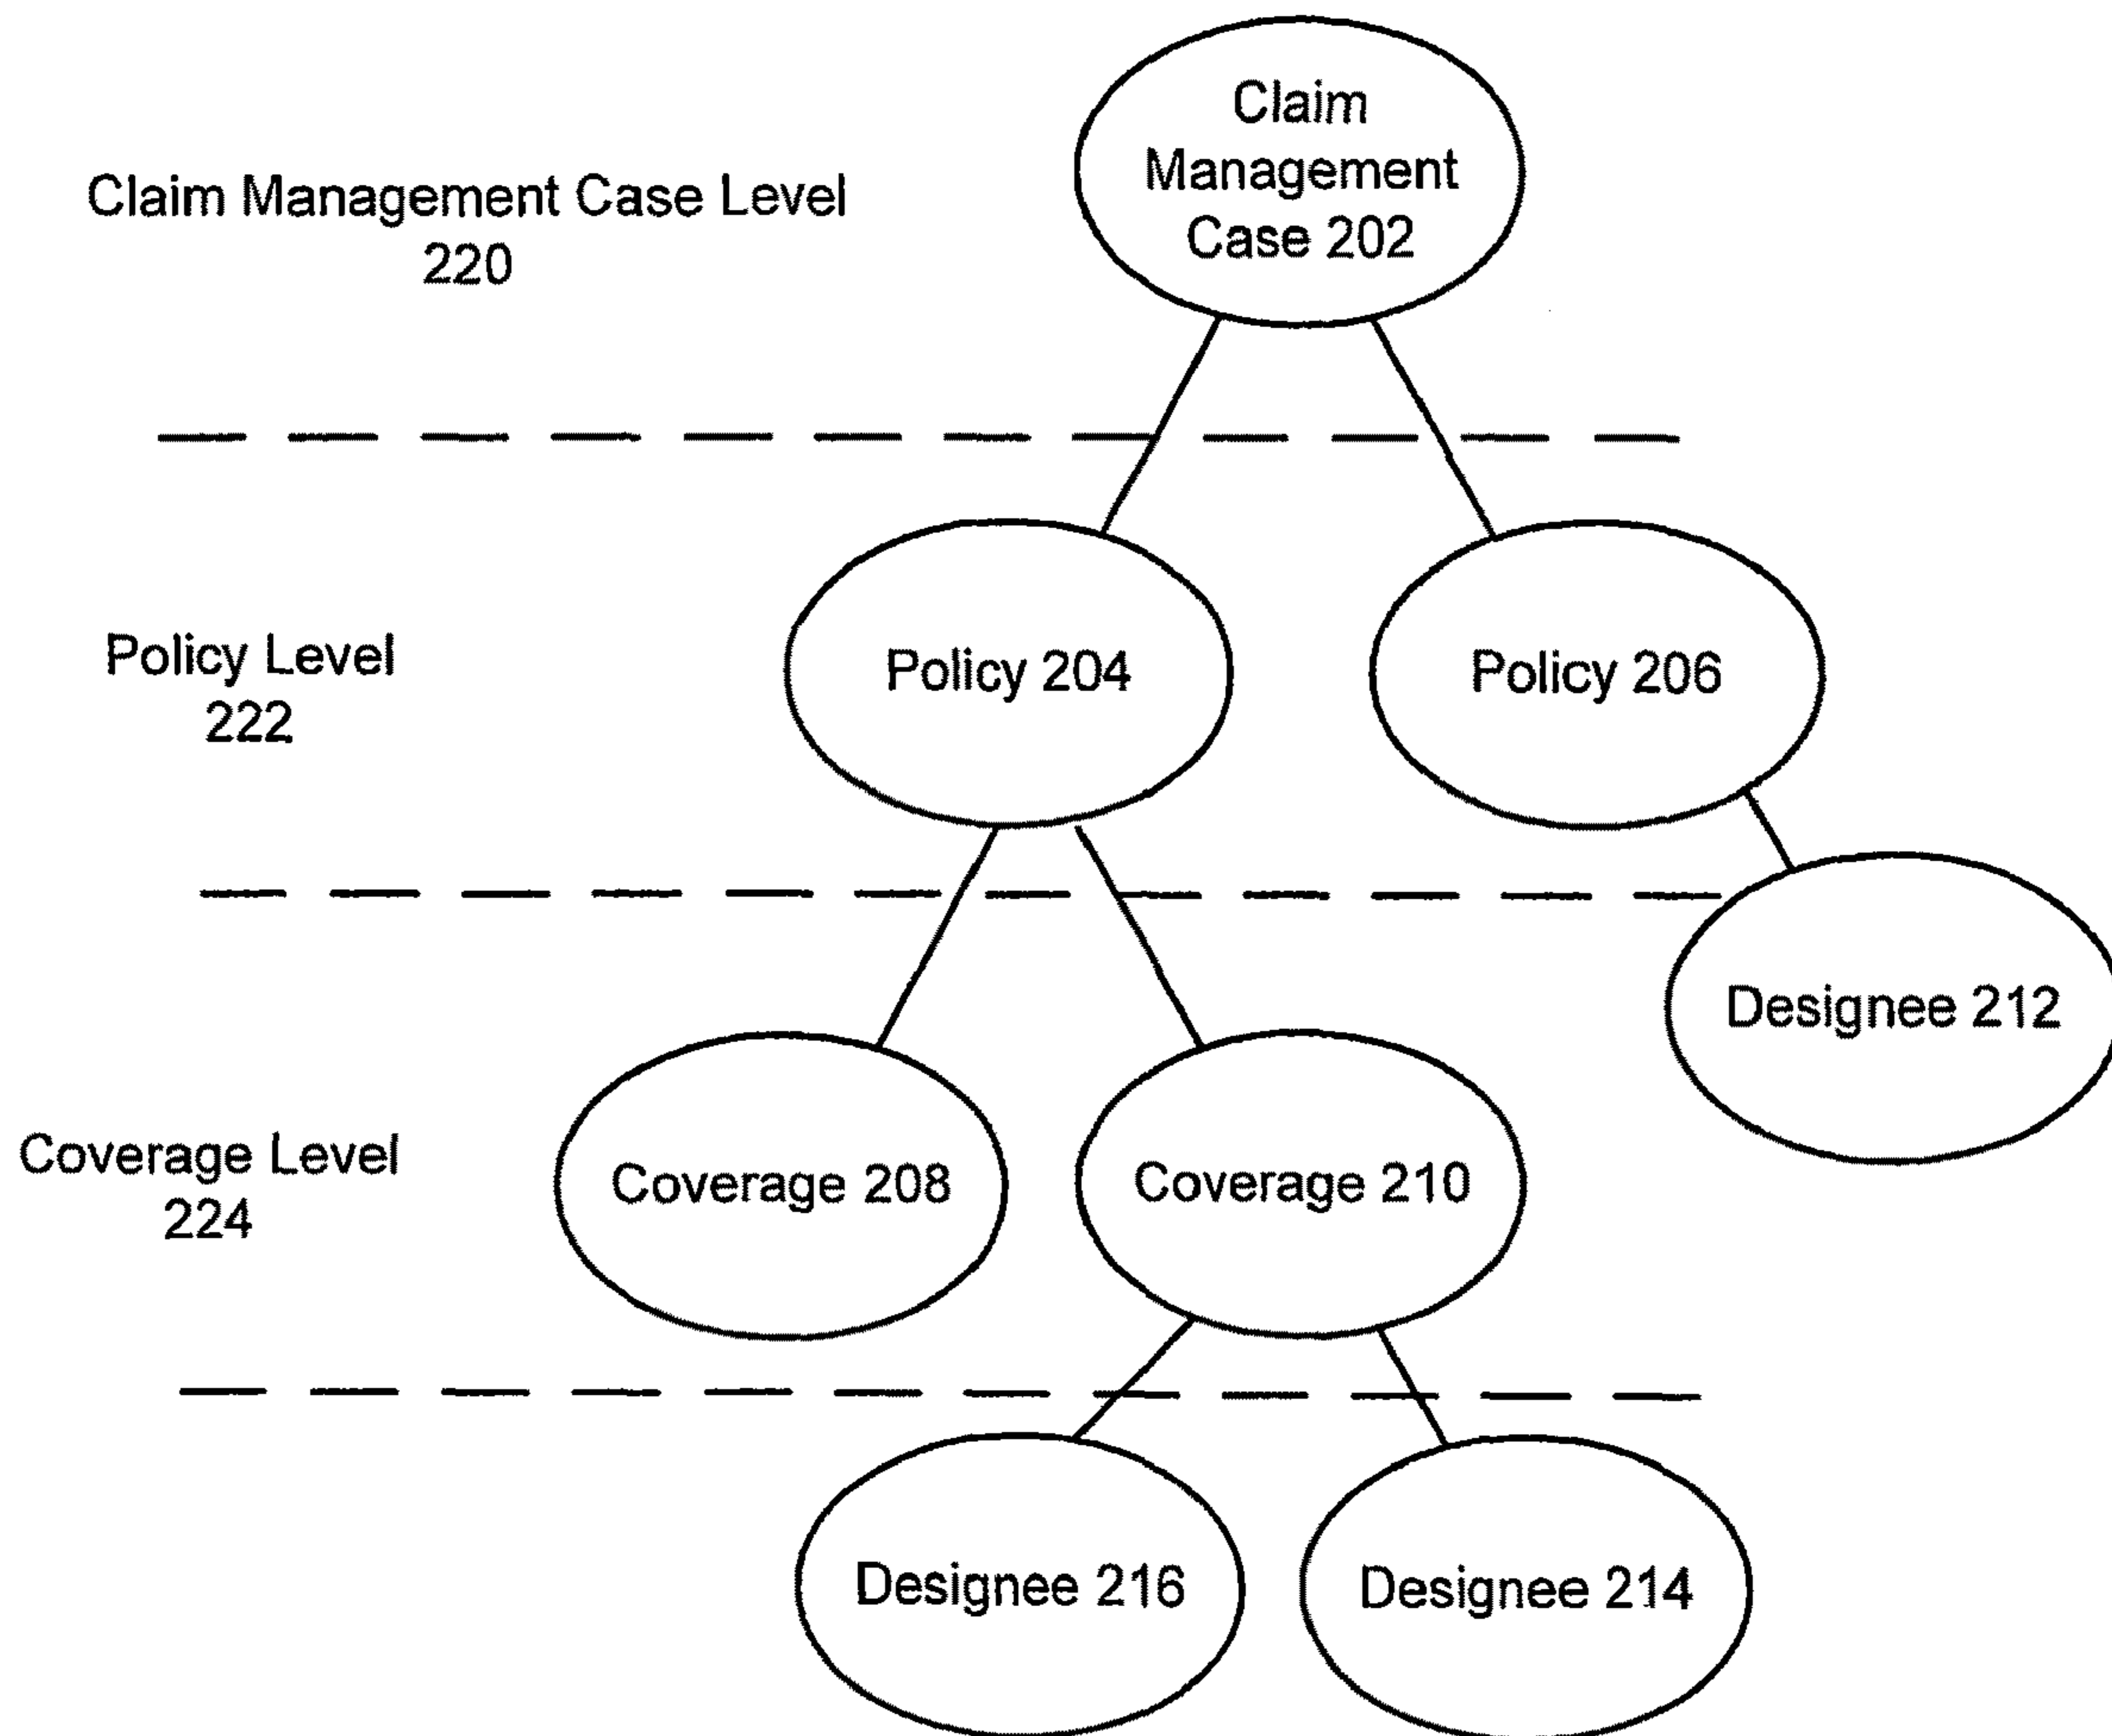 Claim
Management
Case 202
Claim Management Case Level
220
Policy Level
222
Policy 204
Policy 206
Designee 212
Coverage Level
224
Coverage 208
Coverage 210
Designee 216
Designee 214